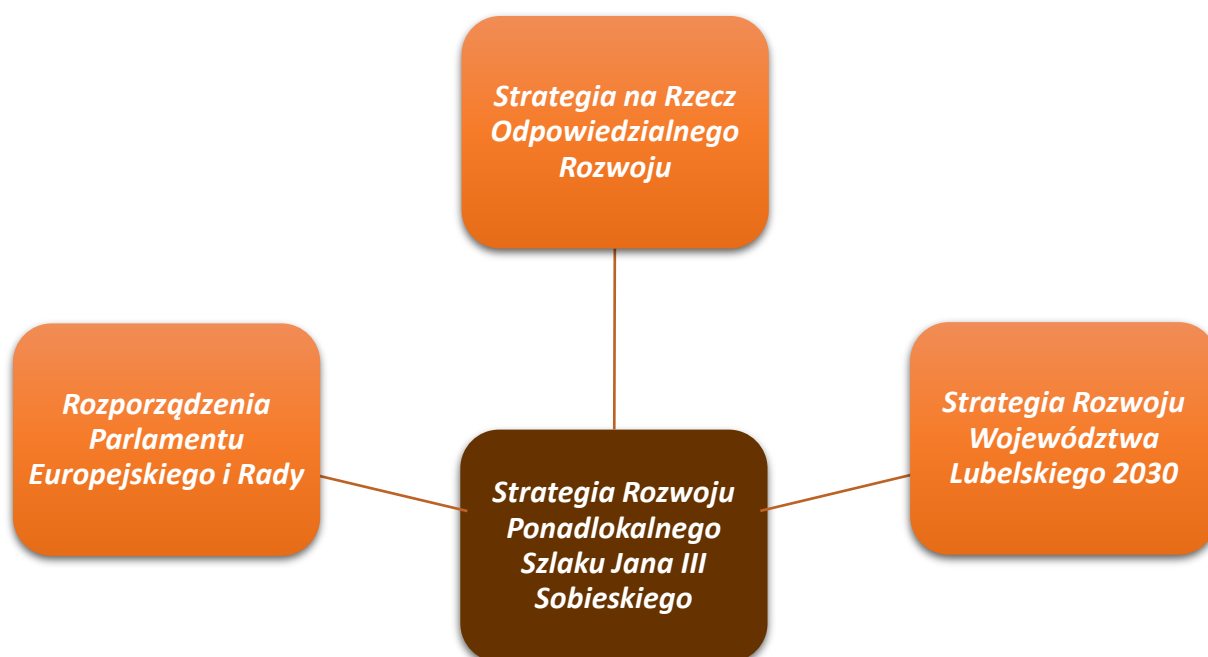 Strategia na Rzecz
Odpowiedzialnego
Rozwoju
Rozporządzenia
Parlamentu
Europejskiego i Rady
Strategia Rozwoju
Województwa
Lubelskiego 2030
Strategia Rozwoju
Ponadlokalnego
Szlaku Jana III
Sobieskiego